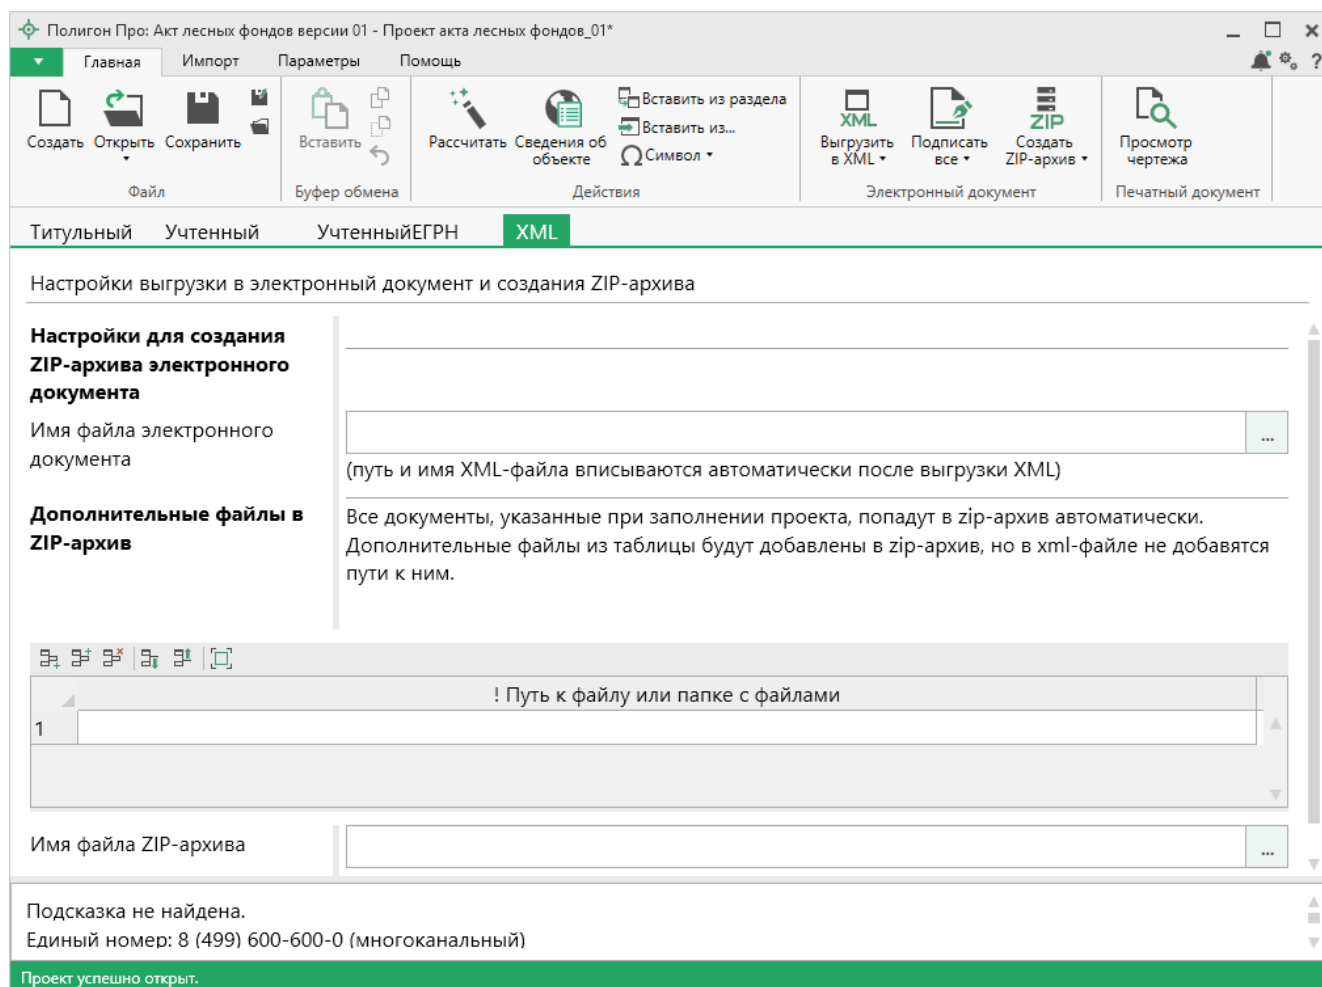 Полигон Про: Акт лесных фондов версии 01 - Проект акта лесных фондов_01*
Главная Импорт Параметры Помощь
?
Создать Открыть Сохранить
Вставить
Рассчитать Сведения об объекте
Вставить из раздела
Вставить из...
Символ
XML
Выгрузить в XML
Подписать все
ZIP
Создать ZIP-архив
Просмотр чертежа
Файл Буфер обмена Действия Электронный документ Печатный документ
Титульный Учтенный УчтенныйЕГРН XML
Настройки выгрузки в электронный документ и создания ZIP-архива
Настройки для создания
ZIP-архива электронного
документа
Имя файла электронного
документа
...
(путь и имя XML-файла вписываются автоматически после выгрузки XML)
Дополнительные файлы в
ZIP-архив
Все документы, указанные при заполнении проекта, попадут в zip-архив автоматически.
Дополнительные файлы из таблицы будут добавлены в zip-архив, но в xml-файле не добавятся
пути к ним.
! Путь к файлу или папке с файлами
1
Имя файла ZIP-архива
...
Подсказка не найдена.
Единый номер: 8 (499) 600-600-0 (многоканальный)
Проект успешно открыт.